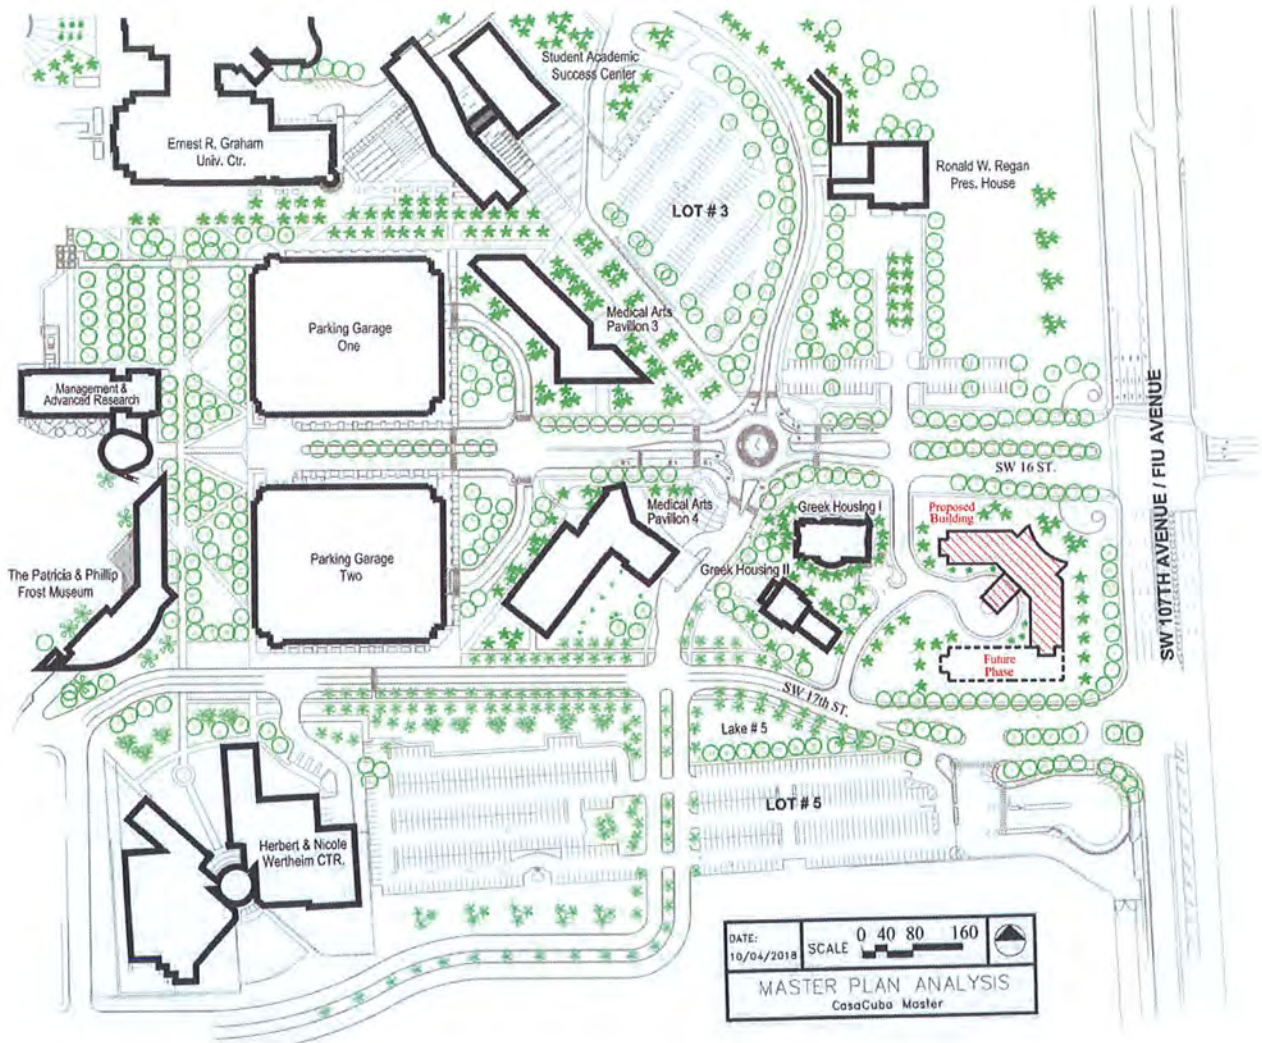 Student Academic
Success Center
Ernest R. Graham
Univ. Ctr.
Ronald W. Regan
Pres. House
LOT # 3
Medical Arts
Pavillion 3
Parking Garage
One
Management &
Advanced Research
SW 107TH AVENUE / FIU AVENUE
SW 16 ST.
Medical Arts
Pavillion 4
Greek Housing I
Proposed
Building
Parking Garage
Two
Greek Housing II
The Patricia & Phillip
Frost Museum
Future
Phase
SW 17th ST.
Lake # 5
LOT # 5
Herbert & Nicole
Wertheim CTR.
DATE:
10/04/2018
SCALE
0 40 80 160
MASTER PLAN ANALYSIS
CasaCuba Master